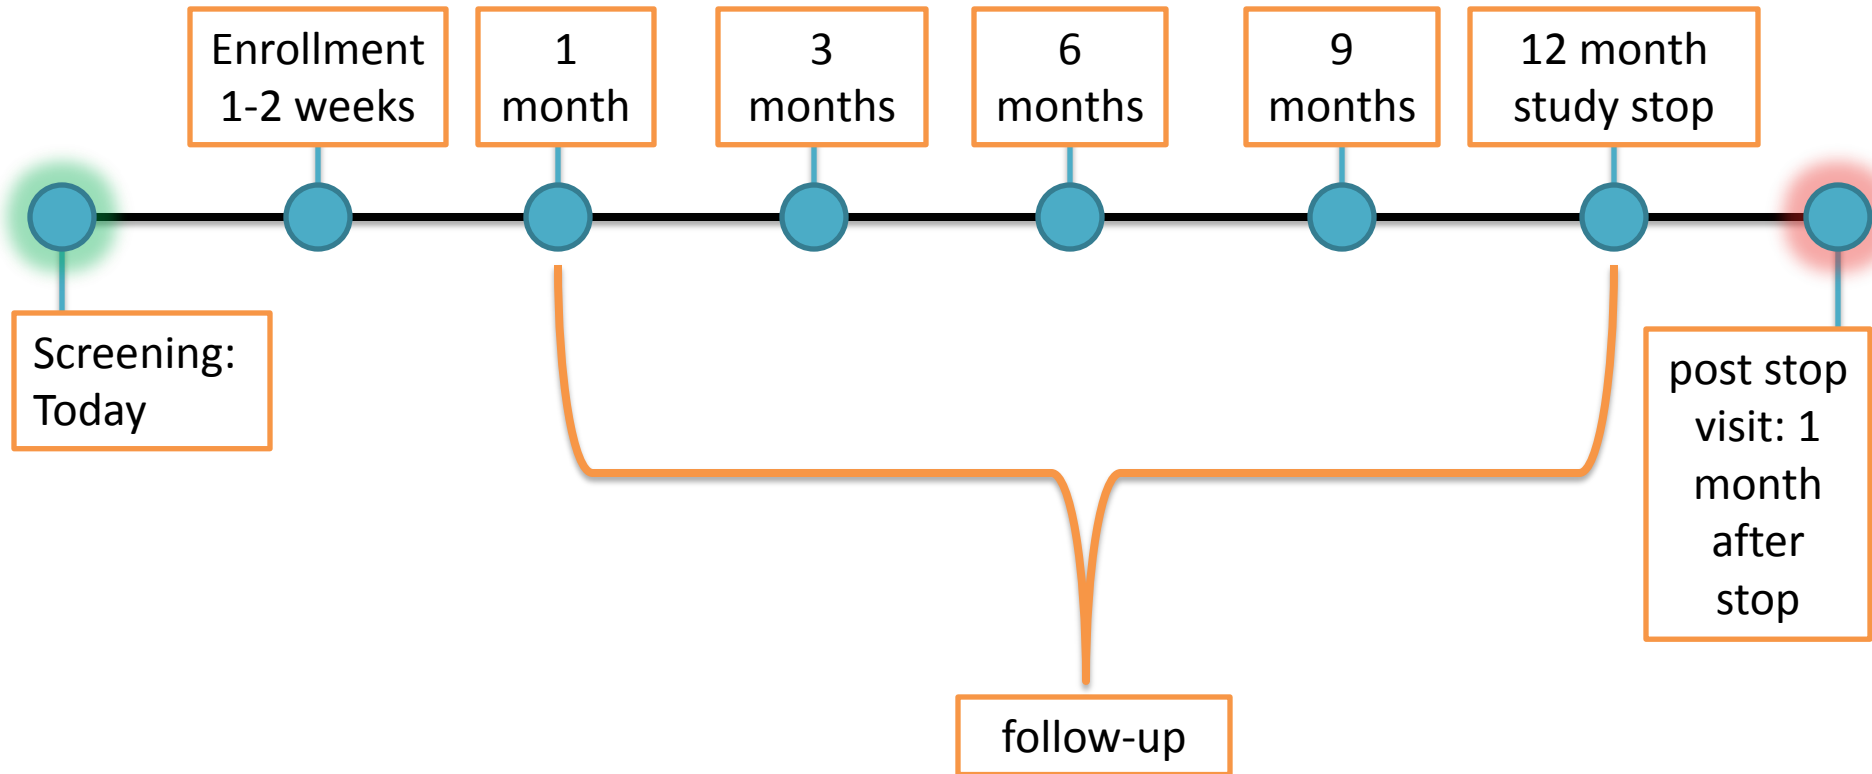 Enrollment
1-2 weeks
1
month
3
months
6
months
9
months
12 month
study stop
Screening:
Today
post stop
visit: 1
month
after
stop
follow-up